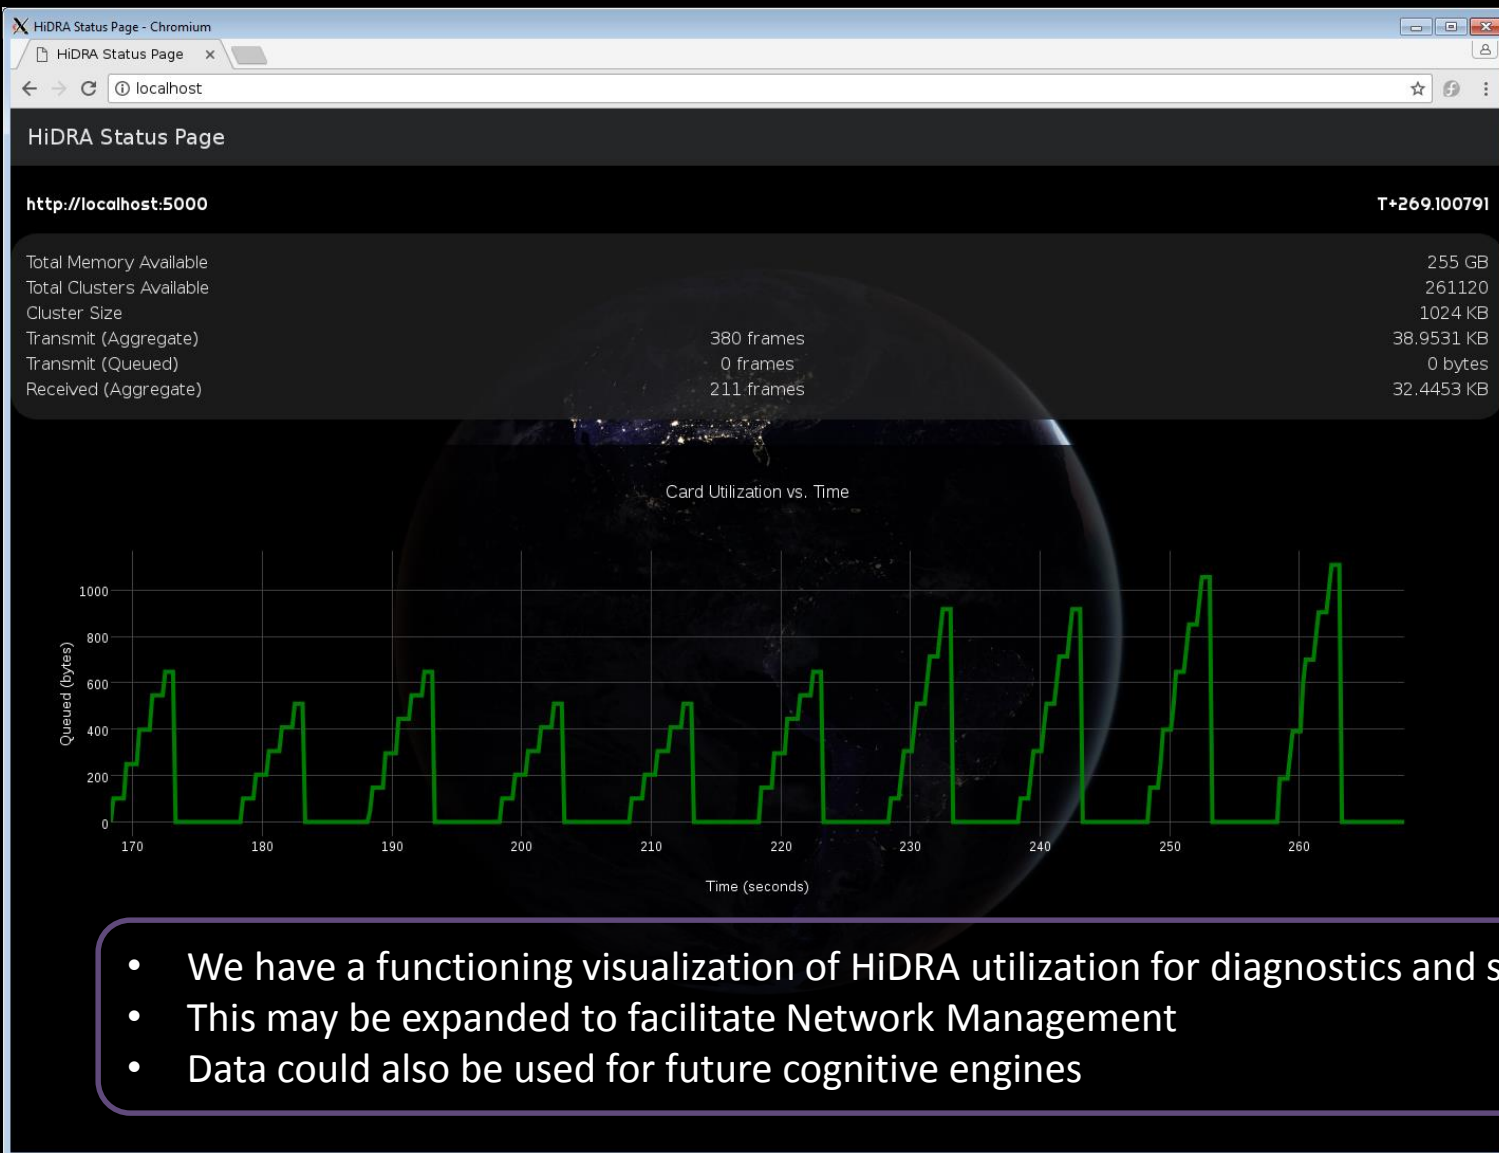 HiDRA Status Page - Chromium
HiDRA Status Page x
localhost
HiDRA Status Page
http://localhost:5000 T+269.100791
Total Memory Available 255 GB
Total Clusters Available 261120
Cluster Size 1024 KB
Transmit (Aggregate) 380 frames 38.9531 KB
Transmit (Queued) 0 frames 0 bytes
Received (Aggregate) 211 frames 32.4453 KB
Card Utilization vs. Time
1000
800
600
400
200
0
Queued (bytes)
170 180 190 200 210 220 230 240 250 260
Time (seconds)
• We have a functioning visualization of HiDRA utilization for diagnostics and
• This may be expanded to facilitate Network Management
• Data could also be used for future cognitive engines